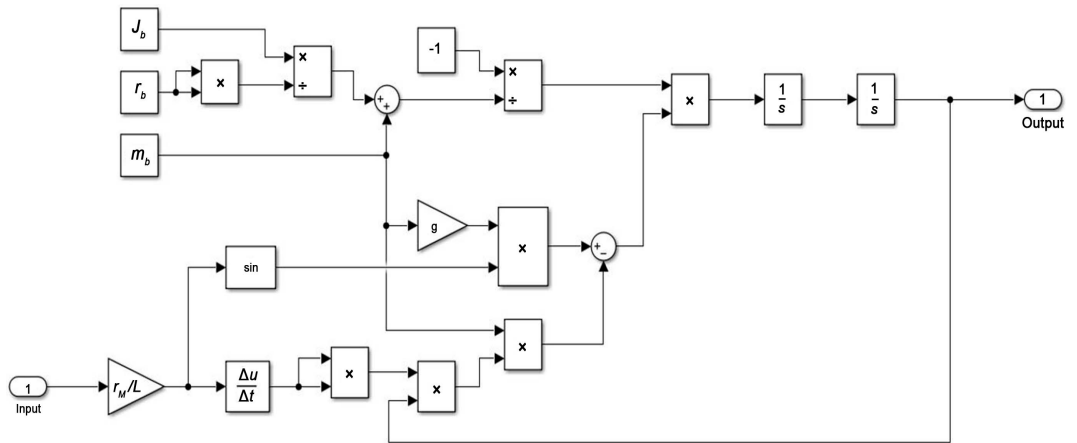 J_b
×
÷
-1
×
÷
r_b
×
+
+
×
1
s
1
s
1
Output
m_b
g
×
+
−
sin
×
1
Input
r_M/L
Δu
Δt
×
×